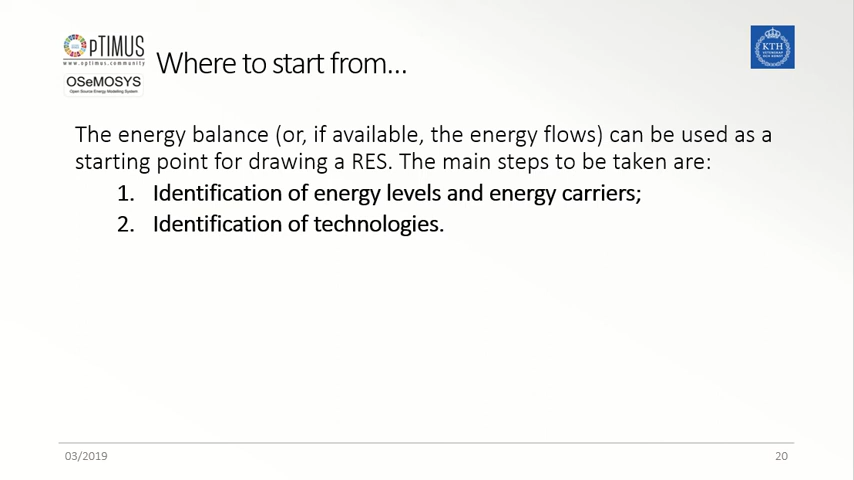 OPTIMUS
www.optimus.community
OSeMOSYS
Open Source Energy Modelling System
Where to start from...
KTH
The energy balance (or, if available, the energy flows) can be used as a
starting point for drawing a RES. The main steps to be taken are:
1. Identification of energy levels and energy carriers;
2. Identification of technologies.
03/2019
20